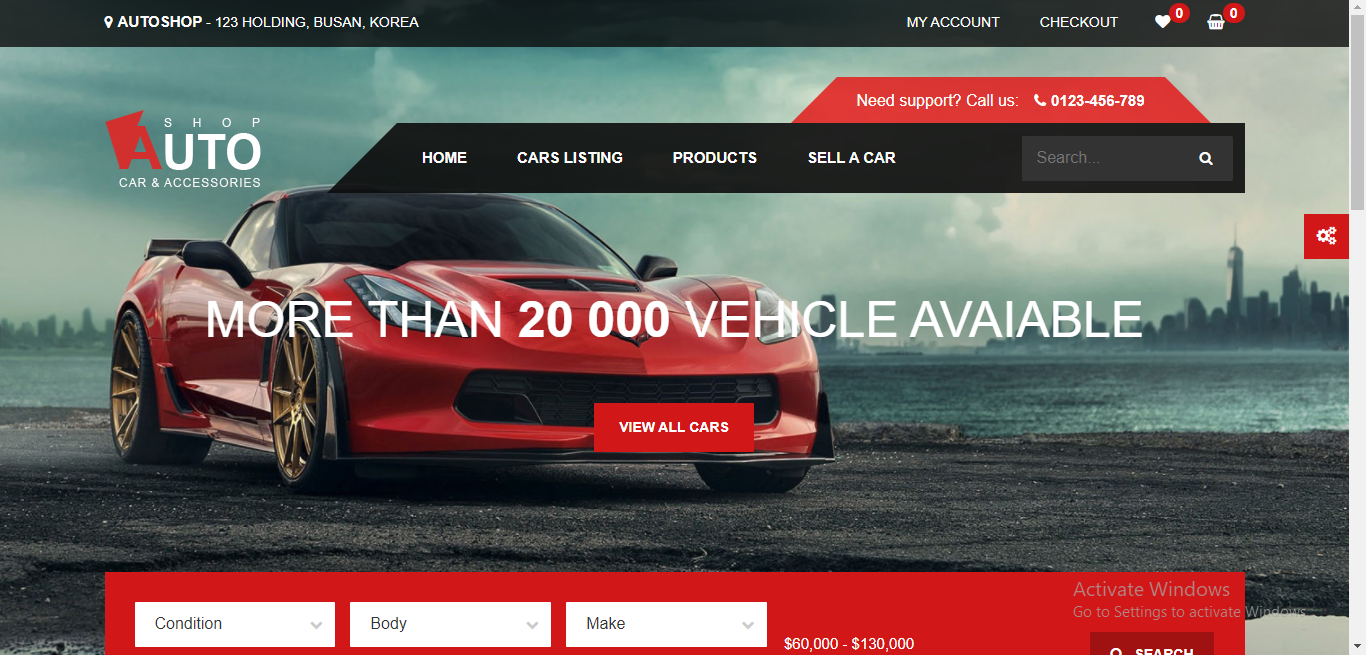 AUTOSHOP - 123 HOLDING, BUSAN, KOREA
MY ACCOUNT
CHECKOUT
0
0
Need support? Call us: 0123-456-789
SHOP
AUTO
CAR & ACCESSORIES
HOME
CARS LISTING
PRODUCTS
SELL A CAR
Search...
MORE THAN 20 000 VEHICLE AVAIABLE
VIEW ALL CARS
Condition
Body
Make
$60,000 - $130,000
SEARCH
Activate Windows
Go to Settings to activate Windows.